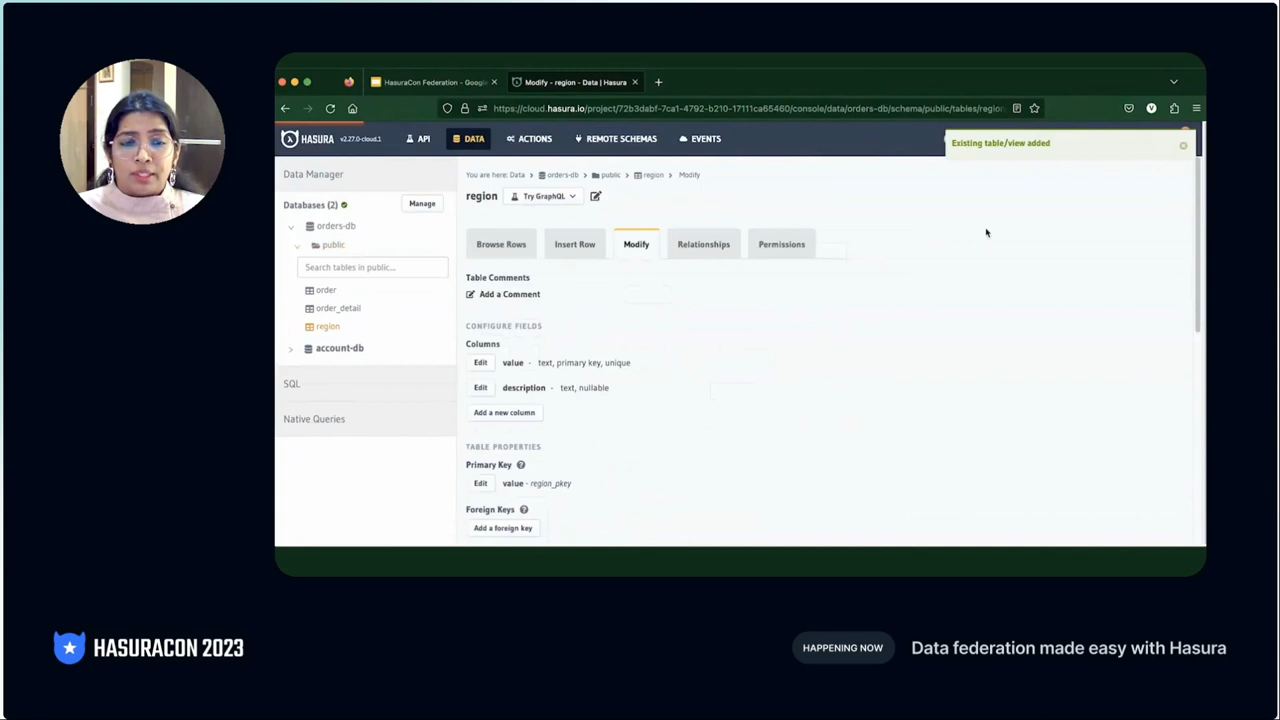 HasuraCon Federation - Google
Modify - region - Data | Hasura
https://cloud.hasura.io/project/72b3dabf-7ca1-4792-b210-17111ca65460/console/data/orders-db/schema/public/tables/region
HASURA v2.27.0-cloud.1 API DATA ACTIONS REMOTE SCHEMAS EVENTS
Existing table/view added
Data Manager
Databases (2)
Manage
orders-db
public
Search tables in public...
order
order_detail
region
account-db
SQL
Native Queries
You are here: Data > orders-db > public > region > Modify
region Try GraphQL
Browse Rows Insert Row Modify Relationships Permissions
Table Comments
Add a Comment
CONFIGURE FIELDS
Columns
Edit value - text, primary key, unique
Edit description - text, nullable
Add a new column
TABLE PROPERTIES
Primary Key ?
Edit value - region_pkey
Foreign Keys ?
Add a foreign key
HASURACON 2023
HAPPENING NOW
Data federation made easy with Hasura